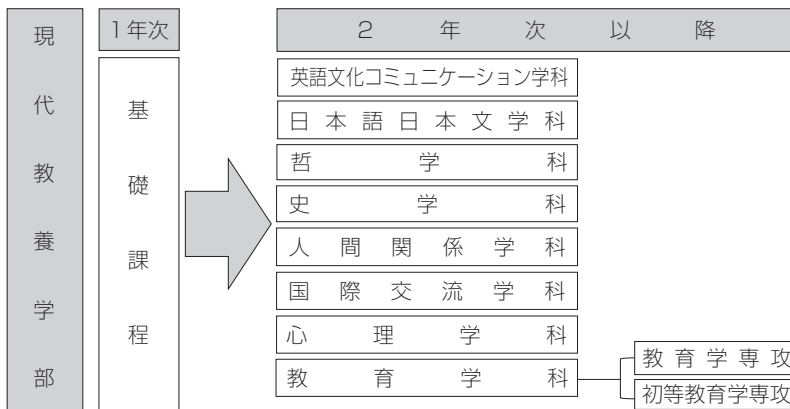 現代教養学部
1年次
2年次以降
基礎課程
英語文化コミュニケーション学科
日本語日本文学科
哲学科
史学科
人間関係学科
国際交流学科
心理学科
教育学科
教育学専攻
初等教育学専攻